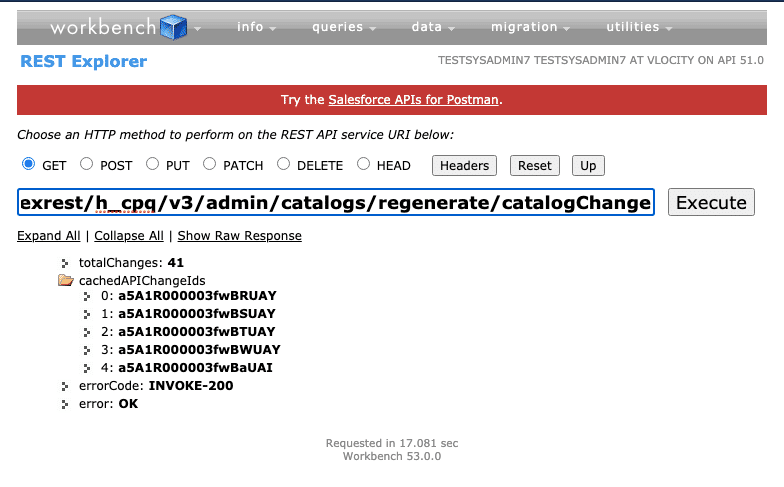 workbench info queries data migration utilities
REST Explorer TESTSYSADMIN7 TESTSYSADMIN7 AT VLOCITY ON API 51.0
Try the Salesforce APIs for Postman.
Choose an HTTP method to perform on the REST API service URI below:
GET POST PUT PATCH DELETE HEAD Headers Reset Up
exrest/h_cpq/v3/admin/catalogs/regenerate/catalogChange Execute
Expand All | Collapse All | Show Raw Response
totalChanges: 41
cachedAPIChangeIds
0: a5A1R000003fwBRUAY
1: a5A1R000003fwBSUAY
2: a5A1R000003fwBTUAY
3: a5A1R000003fwBWUAY
4: a5A1R000003fwBaUAI
errorCode: INVOKE-200
error: OK
Requested in 17.081 sec
Workbench 53.0.0